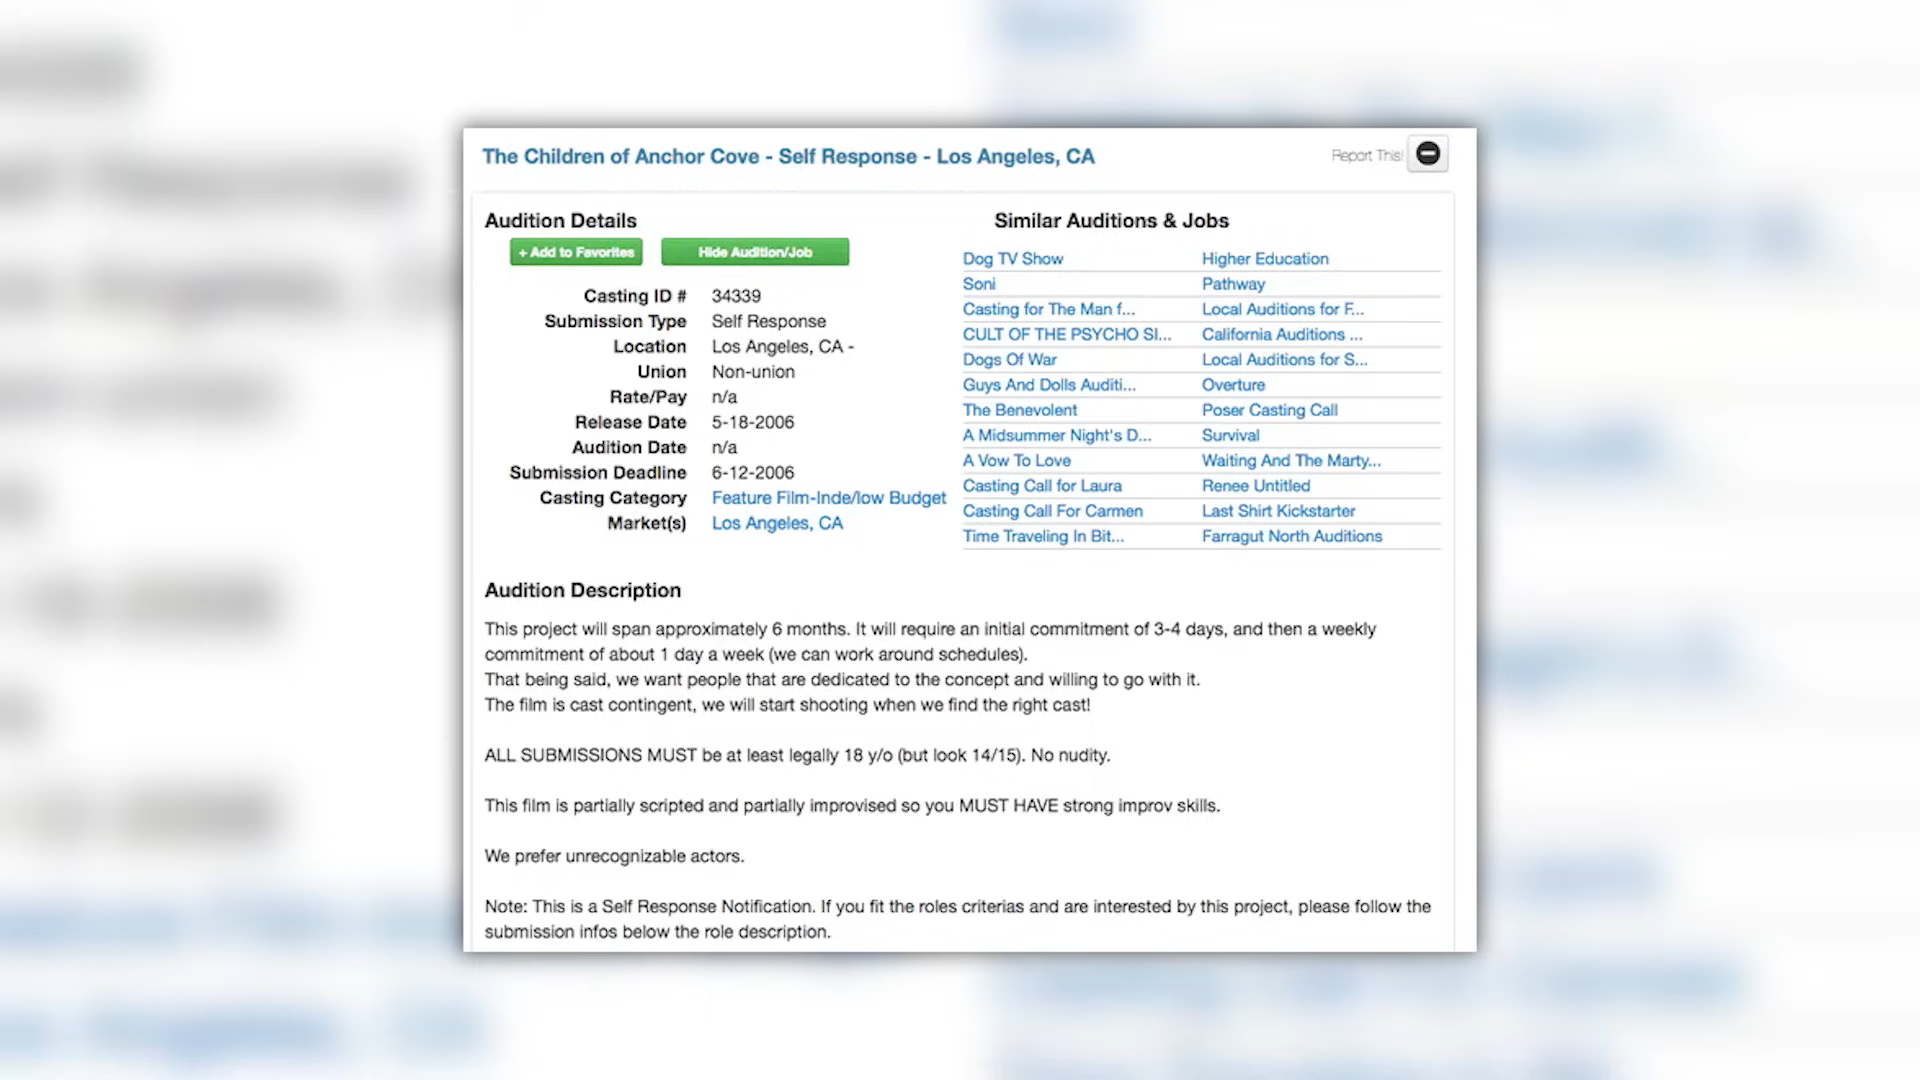 The Children of Anchor Cove - Self Response - Los Angeles, CA
Report This!
Audition Details
+ Add to Favorites
Hide Audition/Job
Casting ID # 34339
Submission Type Self Response
Location Los Angeles, CA -
Union Non-union
Rate/Pay n/a
Release Date 5-18-2006
Audition Date n/a
Submission Deadline 6-12-2006
Casting Category Feature Film-Inde/low Budget
Market(s) Los Angeles, CA
Similar Auditions & Jobs
Dog TV Show Higher Education
Soni Pathway
Casting for The Man f... Local Auditions for F...
CULT OF THE PSYCHO SI... California Auditions ...
Dogs Of War Local Auditions for S...
Guys And Dolls Auditi... Overture
The Benevolent Poser Casting Call
A Midsummer Night's D... Survival
A Vow To Love Waiting And The Marty...
Casting Call for Laura Renee Untitled
Casting Call For Carmen Last Shirt Kickstarter
Time Traveling In Bit... Farragut North Auditions
Audition Description
This project will span approximately 6 months. It will require an initial commitment of 3-4 days, and then a weekly
commitment of about 1 day a week (we can work around schedules).
That being said, we want people that are dedicated to the concept and willing to go with it.
The film is cast contingent, we will start shooting when we find the right cast!
ALL SUBMISSIONS MUST be at least legally 18 y/o (but look 14/15). No nudity.
This film is partially scripted and partially improvised so you MUST HAVE strong improv skills.
We prefer unrecognizable actors.
Note: This is a Self Response Notification. If you fit the roles criterias and are interested by this project, please follow the
submission infos below the role description.